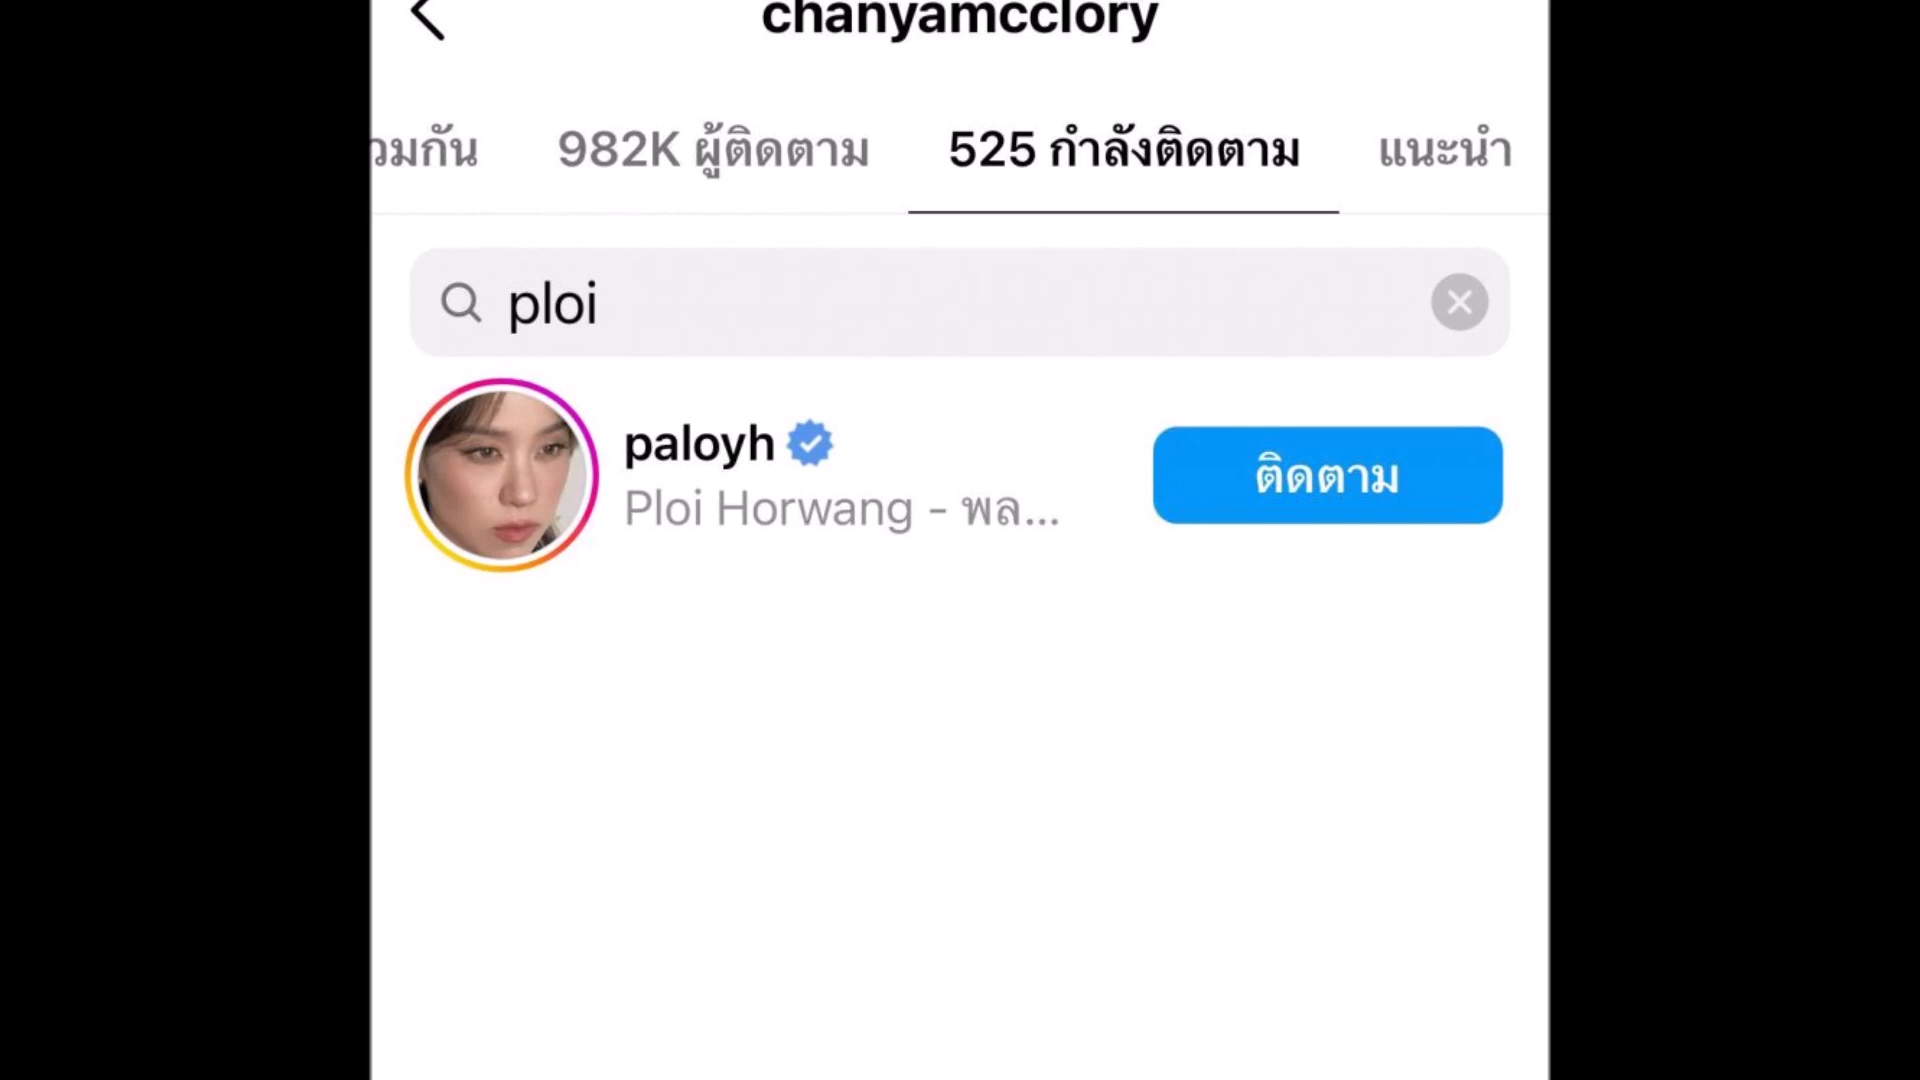 chanyamcclory
วมกัน 982K ผู้ติดตาม 525 กำลังติดตาม แนะนำ
ploi
paloyh
Ploi Horwang - พล...
ติดตาม